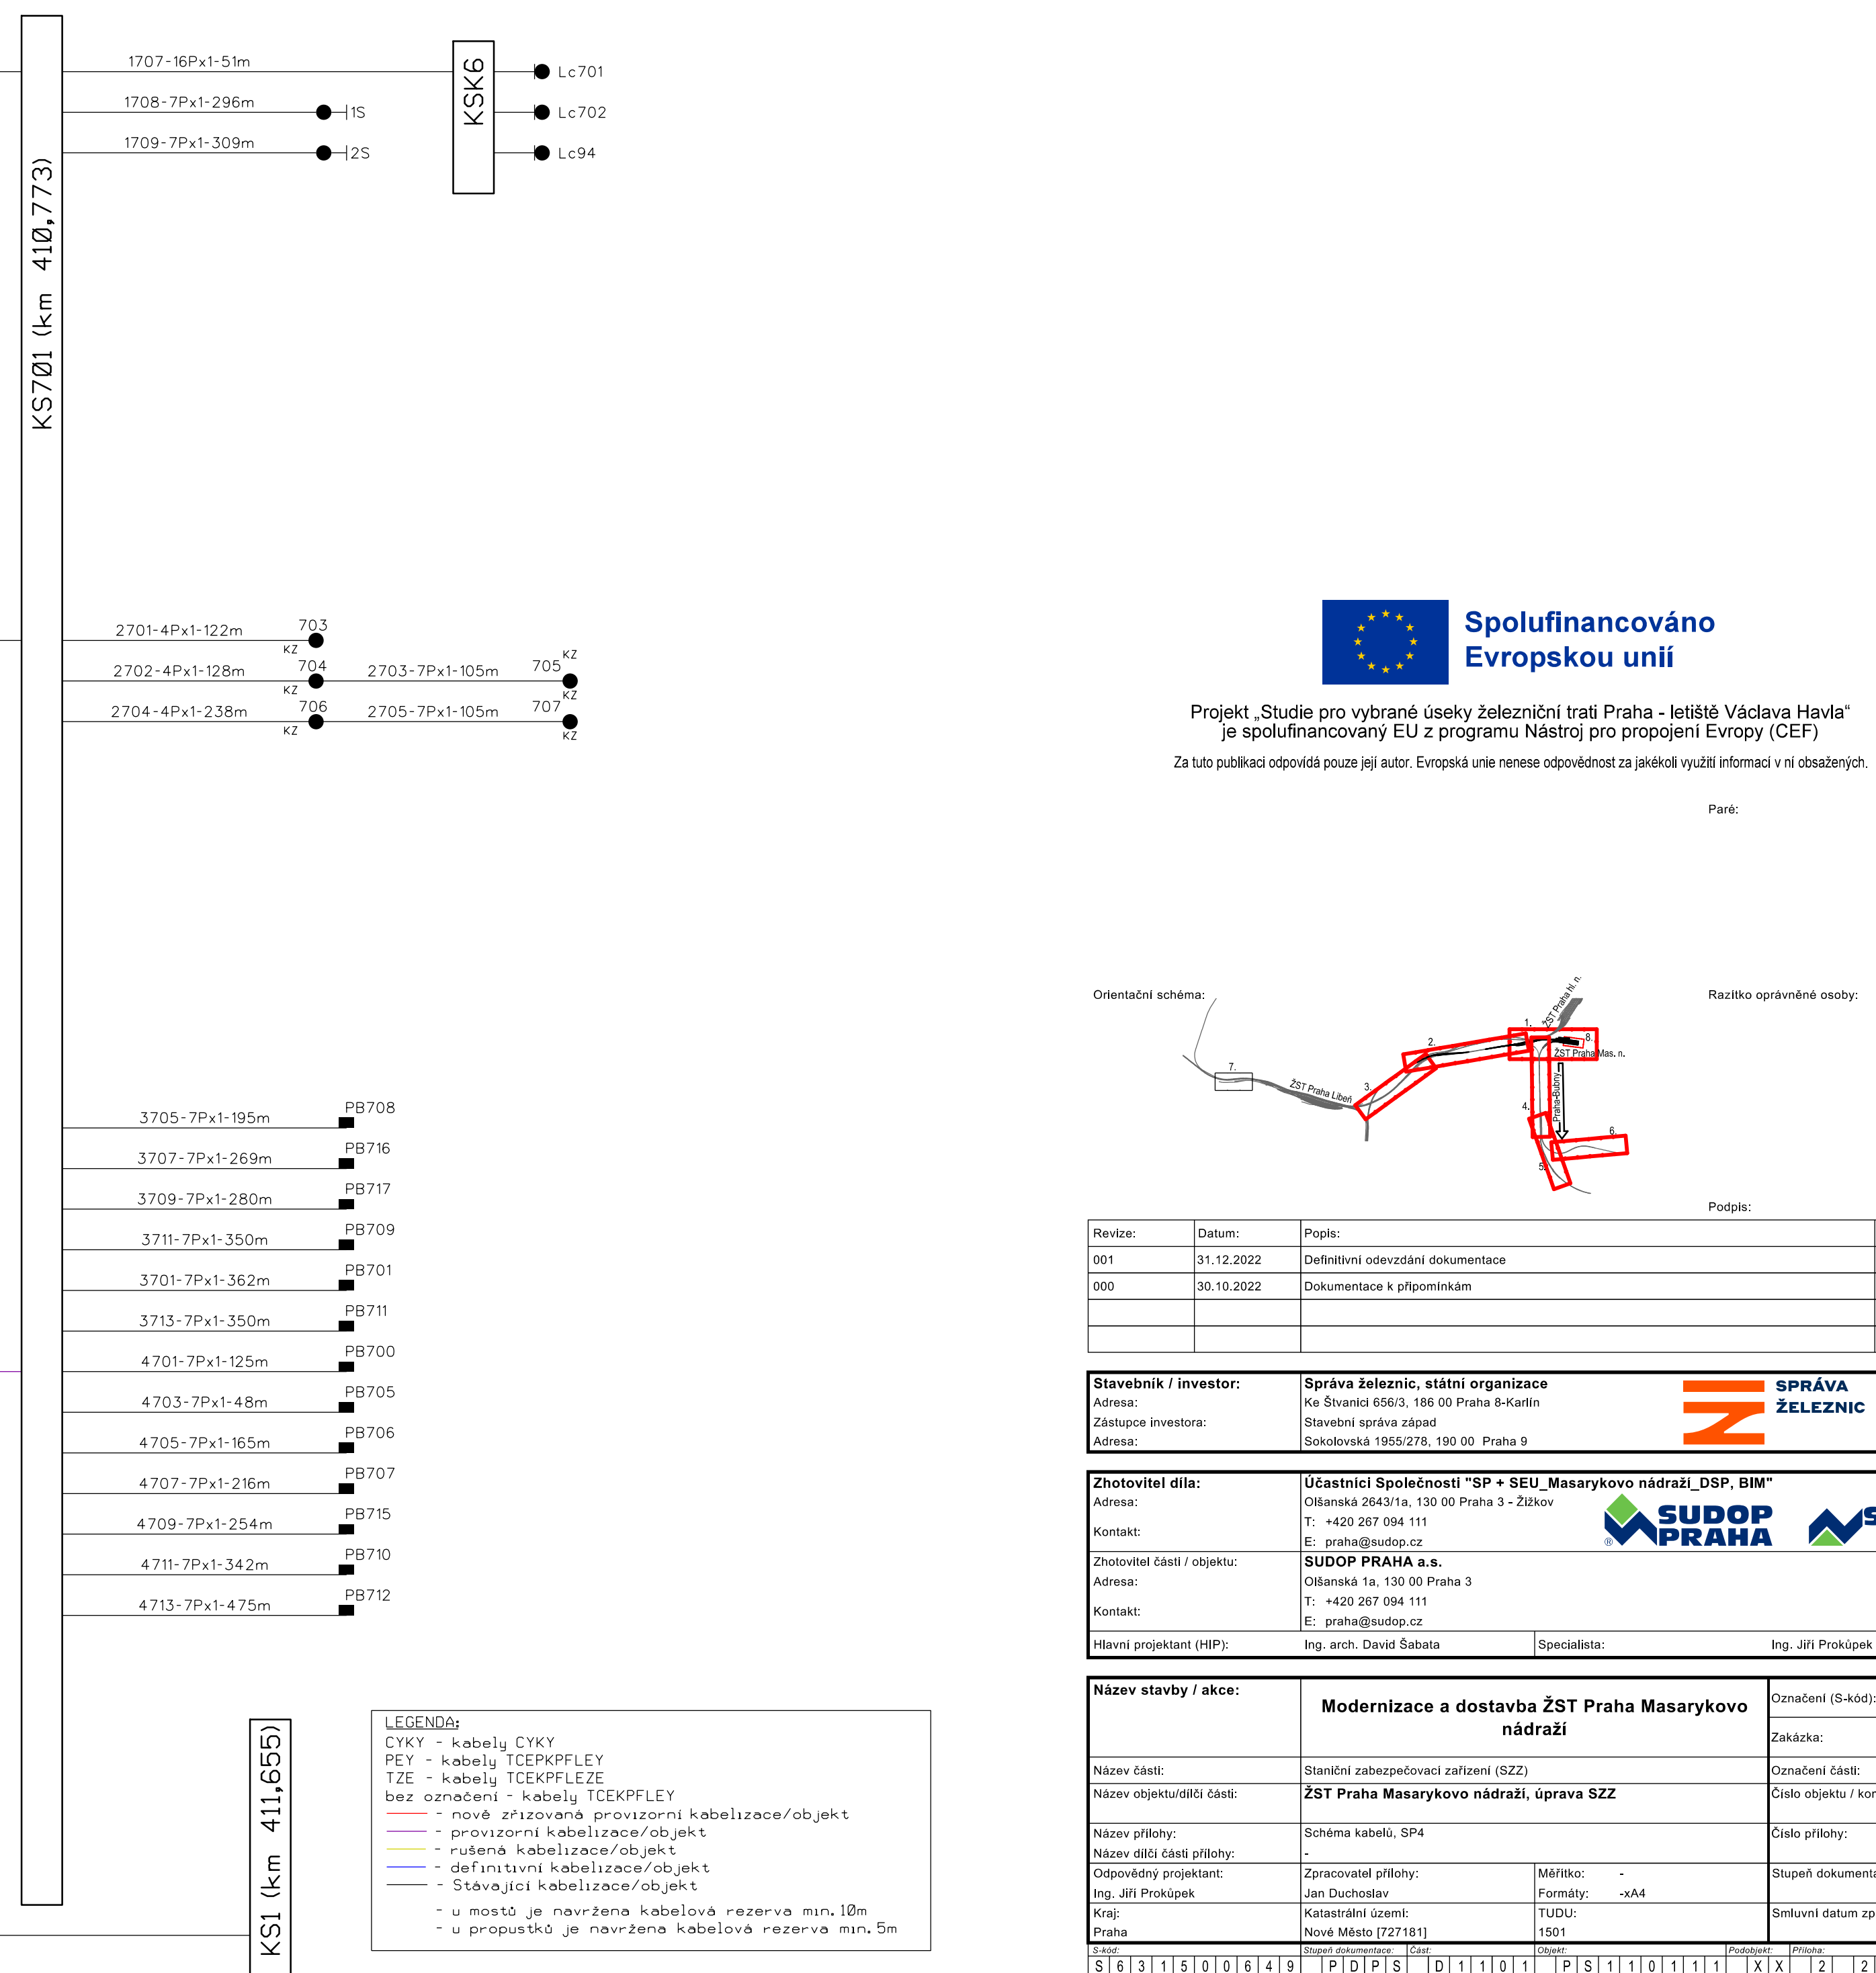 KS7Ø1 (km 41Ø,773)
1707-16Px1-51m
1708-7Px1-296m
1S
1709-7Px1-309m
2S
KSK6
Lc701
Lc702
Lc94
2701-4Px1-122m
703
KZ
2702-4Px1-128m
704
KZ
2703-7Px1-105m
705
KZ
KZ
2704-4Px1-238m
706
KZ
2705-7Px1-105m
707
KZ
3705-7Px1-195m
PB708
3707-7Px1-269m
PB716
3709-7Px1-280m
PB717
3711-7Px1-350m
PB709
3701-7Px1-362m
PB701
3713-7Px1-350m
PB711
4701-7Px1-125m
PB700
4703-7Px1-48m
PB705
4705-7Px1-165m
PB706
4707-7Px1-216m
PB707
4709-7Px1-254m
PB715
4711-7Px1-342m
PB710
4713-7Px1-475m
PB712
KS1 (km 411,655)
LEGENDA:
CYKY - kabely CYKY
PEY - kabely TCEPKPFLEY
TZE - kabely TCEKPFLEZE
bez označení - kabely TCEKPFLEY
- nově zřizovaná provizorní kabelizace/objekt
- provizorní kabelizace/objekt
- rušená kabelizace/objekt
- definitivní kabelizace/objekt
- Stávající kabelizace/objekt
- u mostů je navržena kabelová rezerva min.10m
- u propustků je navržena kabelová rezerva min.5m
Spolufinancováno
Evropskou unií
Projekt „Studie pro vybrané úseky železniční trati Praha - letiště Václava Havla“
je spolufinancovaný EU z programu Nástroj pro propojení Evropy (CEF)
Za tuto publikaci odpovídá pouze její autor. Evropská unie nenese odpovědnost za jakékoli využití informací v ní obsažených.
Paré:
Orientační schéma:
Razítko oprávněné osoby:
ŽST Praha hl. n.
1.
2.
8.
ŽST Praha Mas. n.
7.
ŽST Praha Libeň
3.
4.
Praha-Bubny
6.
5.
Podpis:
Revize: Datum: Popis:
001 31.12.2022 Definitivní odevzdání dokumentace
000 30.10.2022 Dokumentace k připomínkám
Stavebník / investor: Správa železnic, státní organizace
Adresa: Ke Štvanici 656/3, 186 00 Praha 8-Karlín
Zástupce investora: Stavební správa západ
Adresa: Sokolovská 1955/278, 190 00 Praha 9
SPRÁVA
ŽELEZNIC
Zhotovitel díla: Účastníci Společnosti "SP + SEU_Masarykovo nádraží_DSP, BIM"
Adresa: Olšanská 2643/1a, 130 00 Praha 3 - Žižkov
Kontakt: T: +420 267 094 111
E: praha@sudop.cz
SUDOP
PRAHA
®
S
Zhotovitel části / objektu: SUDOP PRAHA a.s.
Adresa: Olšanská 1a, 130 00 Praha 3
Kontakt: T: +420 267 094 111
E: praha@sudop.cz
Hlavní projektant (HIP): Ing. arch. David Šabata Specialista: Ing. Jiří Prokůpek
Název stavby / akce: Modernizace a dostavba ŽST Praha Masarykovo
nádraží
Označení (S-kód):
Zakázka:
Název části: Staniční zabezpečovací zařízení (SZZ) Označení části:
Název objektu/dílčí části: ŽST Praha Masarykovo nádraží, úprava SZZ Číslo objektu / kor
Název přílohy: Schéma kabelů, SP4 Číslo přílohy:
Název dílčí části přílohy: -
Odpovědný projektant: Zpracovatel přílohy: Měřítko: - Stupeň dokumenta
Ing. Jiří Prokůpek Jan Duchoslav Formáty: -xA4
Kraj: Katastrální území: TUDU: Smluvní datum zp
Praha Nové Město [727181] 1501
S-kód: Stupeň dokumentace: Část: Objekt: Podobjekt: Příloha:
S 6 3 1 5 0 0 6 4 9 P D P S D 1 1 0 1 P S 1 1 0 1 1 1 X X 2 2